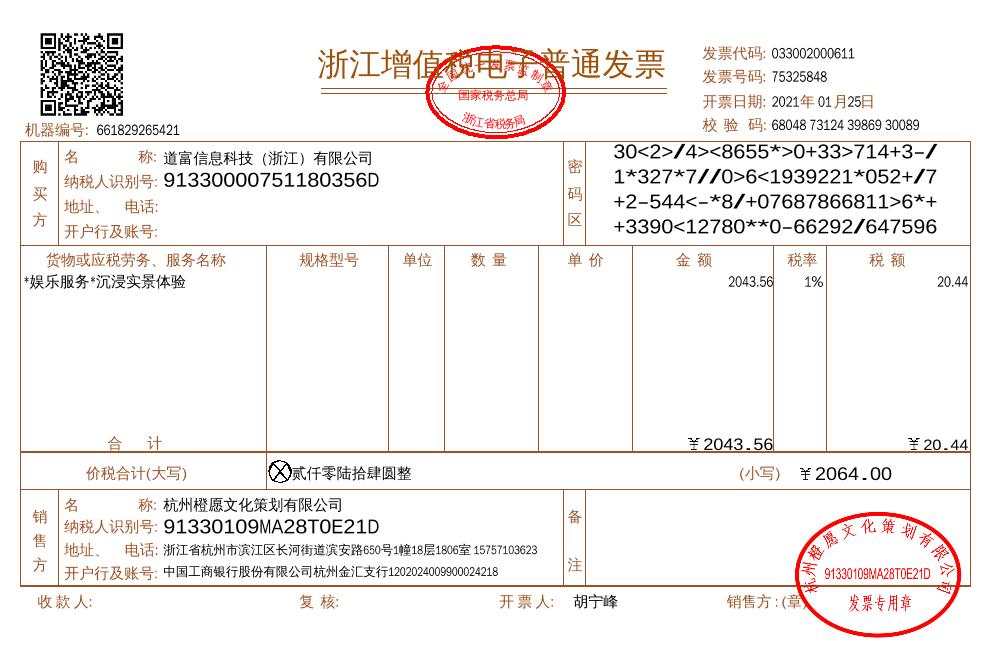 浙江增值税电子普通发票
全国统一发票监制章
国家税务总局
浙江省税务局
发票代码: 033002000611
发票号码: 75325848
开票日期: 2021年 01月25日
校 验 码: 68048 73124 39869 30089
机器编号: 661829265421
购买方
名 称: 道富信息科技（浙江）有限公司
纳税人识别号: 91330000751180356D
地址、 电话:
开户行及账号:
密码区
30<2>/4><8655*>0+33>714+3-/
1*327*7//0>6<1939221*052+/7
+2-544<-*8/+07687866811>6*+
+3390<12780**0-66292/647596
货物或应税劳务、服务名称 规格型号 单位 数 量 单 价 金 额 税率 税 额
*娱乐服务*沉浸实景体验 2043.56 1% 20.44
合 计 ￥2043.56 ￥20.44
价税合计(大写) 贰仟零陆拾肆圆整 (小写) ￥2064.00
销售方
名 称: 杭州橙愿文化策划有限公司
纳税人识别号: 91330109MA28T0E21D
地址、 电话: 浙江省杭州市滨江区长河街道滨安路650号1幢18层1806室 15757103623
开户行及账号: 中国工商银行股份有限公司杭州金汇支行1202024009900024218
备注
收 款 人: 复 核: 开 票 人: 胡宁峰 销售方 : (章)
杭州橙愿文化策划有限公司
91330109MA28T0E21D
发票专用章